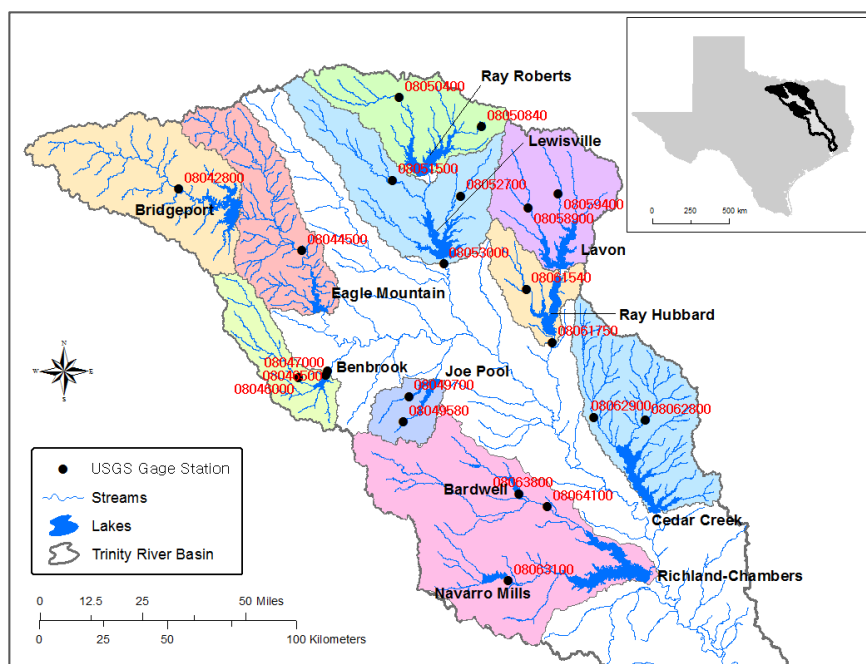 Ray Roberts
08050400
08050840
Lewisville
08051500
08052700
08042800
Bridgeport
08059400
08058900
08044500
08053000
Lavon
08061540
Eagle Mountain
Ray Hubbard
08061750
08047000
Benbrook
Joe Pool
08046000
08049700
08049580
08062900
08062800
08063800
Bardwell
08064100
Cedar Creek
08063100
Navarro Mills
Richland-Chambers
0 250 500 km
N
W E
S
USGS Gage Station
Streams
Lakes
Trinity River Basin
0 12.5 25 50 Miles
0 25 50 100 Kilometers